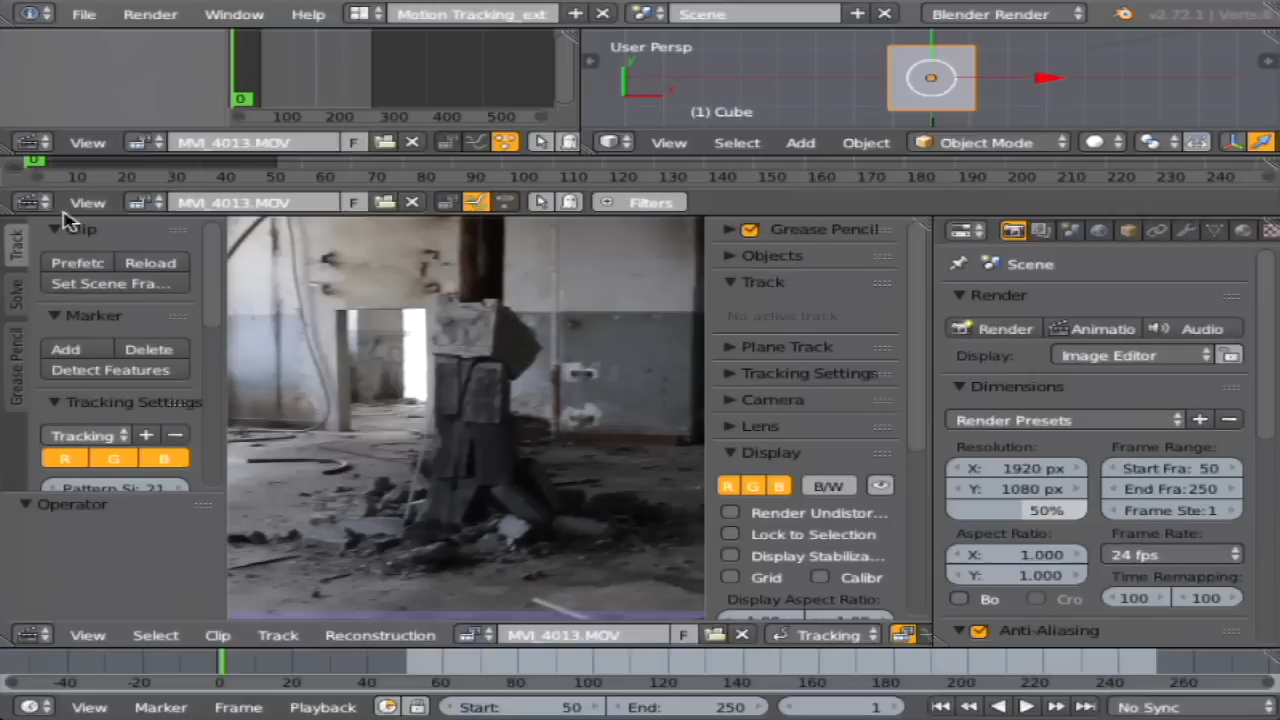 File Render Window Help Motion Tracking_ext Scene Blender Render v2.72.1 | Verts:8
User Persp
y
x
(1) Cube
0
100 200 300 400 500
View MVI_4013.MOV F View Select Add Object Object Mode
0
10 20 30 40 50 60 70 80 90 100 110 120 130 140 150 160 170 180 190 200 210 220 230 240
View MVI_4013.MOV F Filters
Track
Solve
Grease Pencil
Prefetc Reload
Set Scene Fra...
Marker
Add Delete
Detect Features
Tracking Settings
Tracking
R G B
Pattern Si: 21
Operator
Grease Pencil
Objects
Track
No active track
Plane Track
Tracking Settings
Camera
Lens
Display
R G B B/W
Render Undistor...
Lock to Selection
Display Stabiliza...
Grid Calibr
Display Aspect Ratio:
Scene
Render
Render Animatio Audio
Display: Image Editor
Dimensions
Render Presets
Resolution: Frame Range:
X: 1920 px Start Fra: 50
Y: 1080 px End Fra:250
50% Frame Ste:1
Aspect Ratio: Frame Rate:
X: 1.000 24 fps
Y: 1.000 Time Remapping:
Bo Cro 100 100
Anti-Aliasing
View Select Clip Track Reconstruction MVI_4013.MOV F Tracking
-40 -20 0 20 40 60 80 100 120 140 160 180 200 220 240 260
View Marker Frame Playback Start: 50 End: 250 1 No Sync